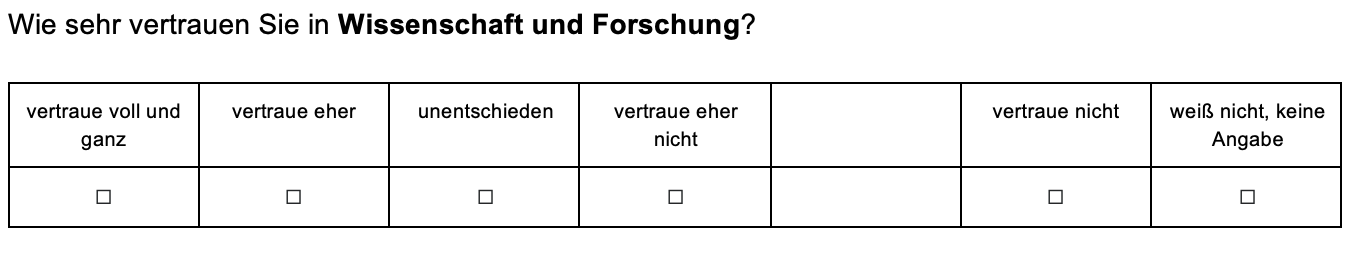 Wie sehr vertrauen Sie in Wissenschaft und Forschung?
vertraue voll und ganz
vertraue eher
unentschieden
vertraue eher nicht
vertraue nicht
weiß nicht, keine Angabe